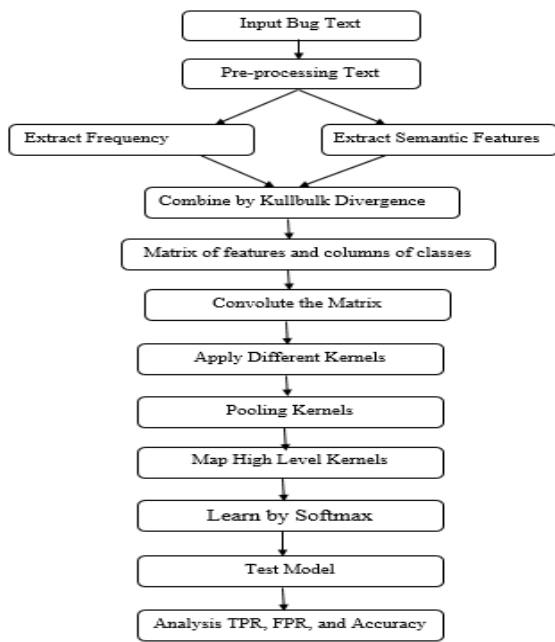 Input Bug Text
Pre-processing Text
Extract Frequency
Extract Semantic Features
Combine by Kullbulk Divergence
Matrix of features and columns of classes
Convolute the Matrix
Apply Different Kernels
Pooling Kernels
Map High Level Kernels
Learn by Softmax
Test Model
Analysis TPR, FPR, and Accuracy